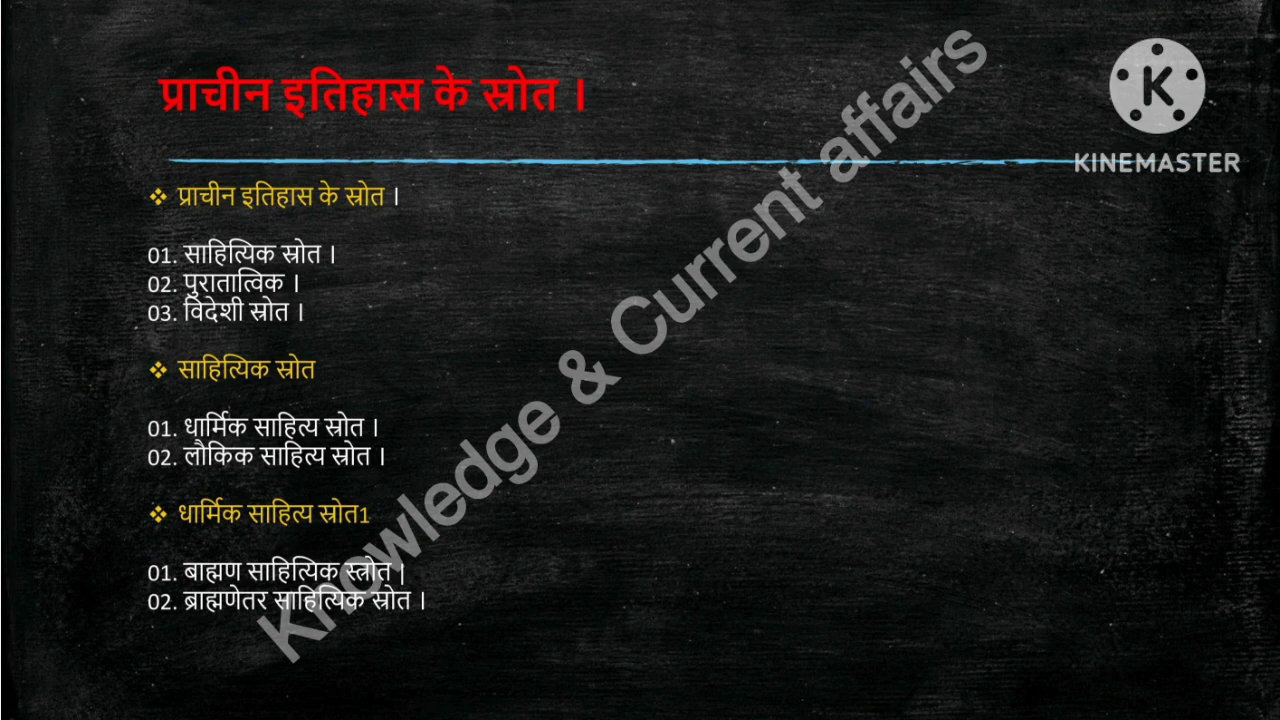 प्राचीन इतिहास के स्रोत ।
K
KINEMASTER
❖ प्राचीन इतिहास के स्रोत ।
01. साहित्यिक स्रोत ।
02. पुरातात्विक ।
03. विदेशी स्रोत ।
❖ साहित्यिक स्रोत
01. धार्मिक साहित्य स्रोत ।
02. लौकिक साहित्य स्रोत ।
❖ धार्मिक साहित्य स्रोत1
01. बाह्मण साहित्यिक स्त्रोत |
02. ब्राह्मणेतर साहित्यिक स्रोत ।
Knowledge & Current affairs